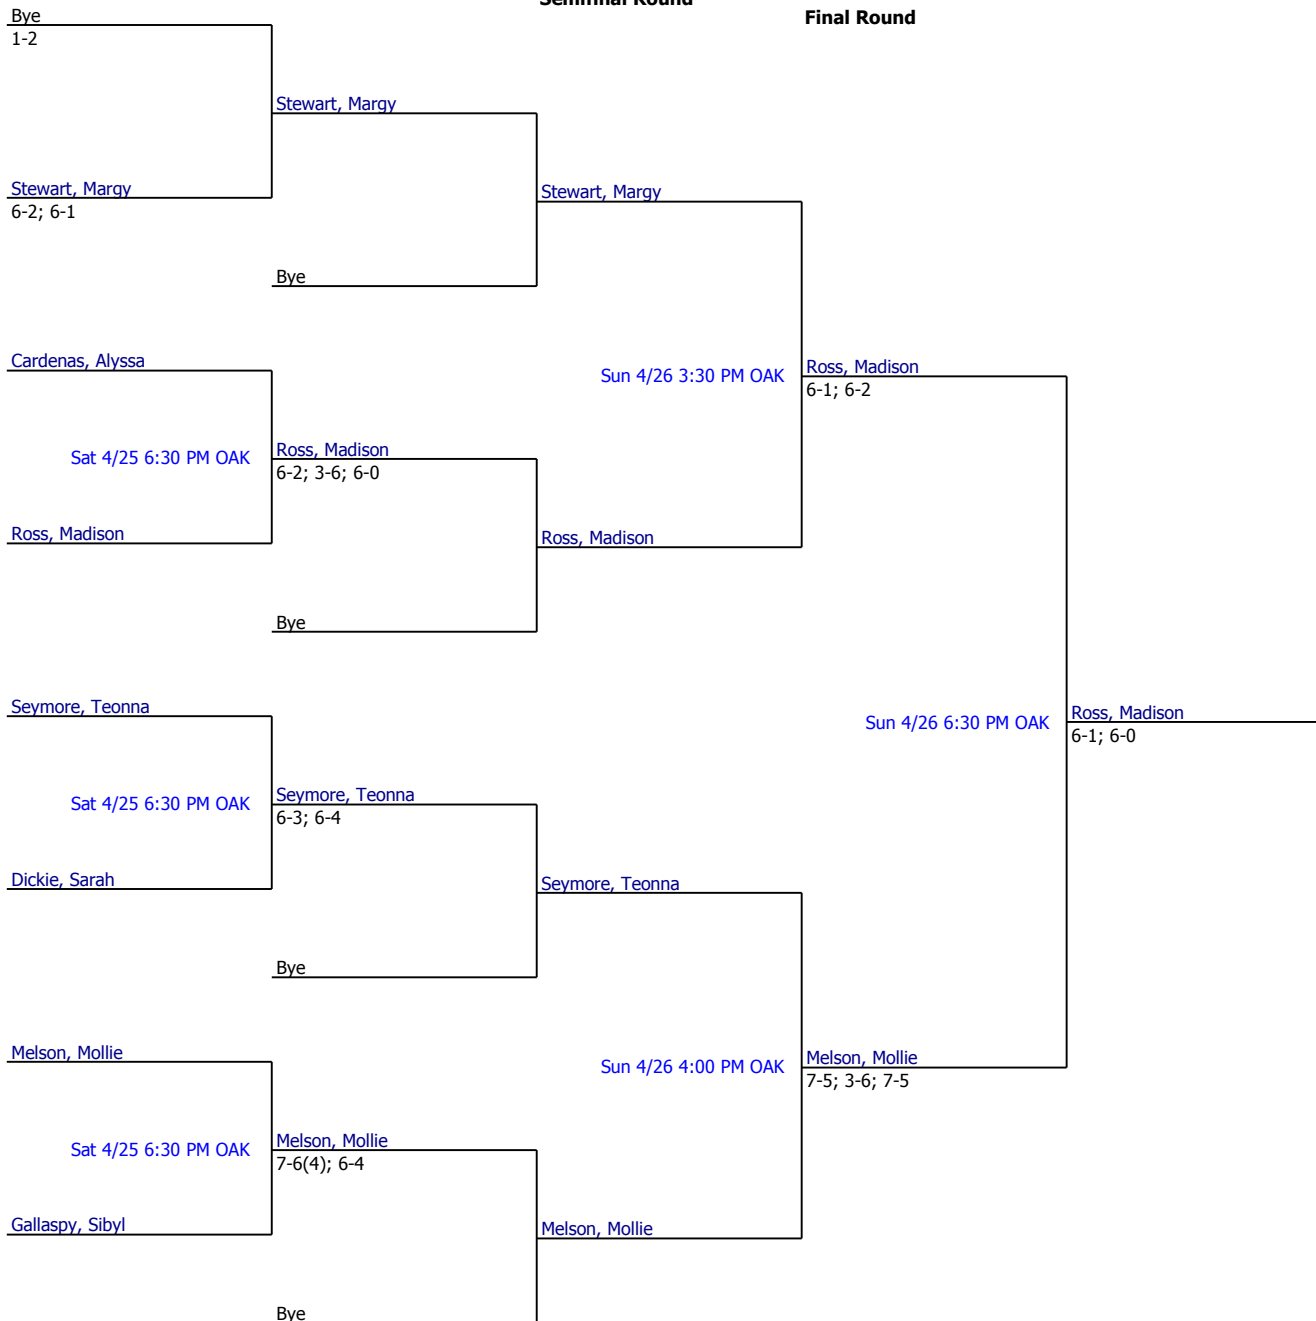 Semifinal Round
Bye
Final Round
1-2
Stewart, Margy
Stewart, Margy
Stewart, Margy
6-2; 6-1
Bye
Cardenas, Alyssa
Sun 4/26 3:30 PM OAK
Ross, Madison
6-1; 6-2
Ross, Madison
Sat 4/25 6:30 PM OAK
6-2; 3-6; 6-0
Ross, Madison
Ross, Madison
Bye
Seymore, Teonna
Ross, Madison
Sun 4/26 6:30 PM OAK
6-1; 6-0
Seymore, Teonna
Sat 4/25 6:30 PM OAK
6-3; 6-4
Dickie, Sarah
Seymore, Teonna
Bye
Melson, Mollie
Sun 4/26 4:00 PM OAK
Melson, Mollie
7-5; 3-6; 7-5
Melson, Mollie
Sat 4/25 6:30 PM OAK
7-6(4); 6-4
Gallaspy, Sibyl
Melson, Mollie
Bye